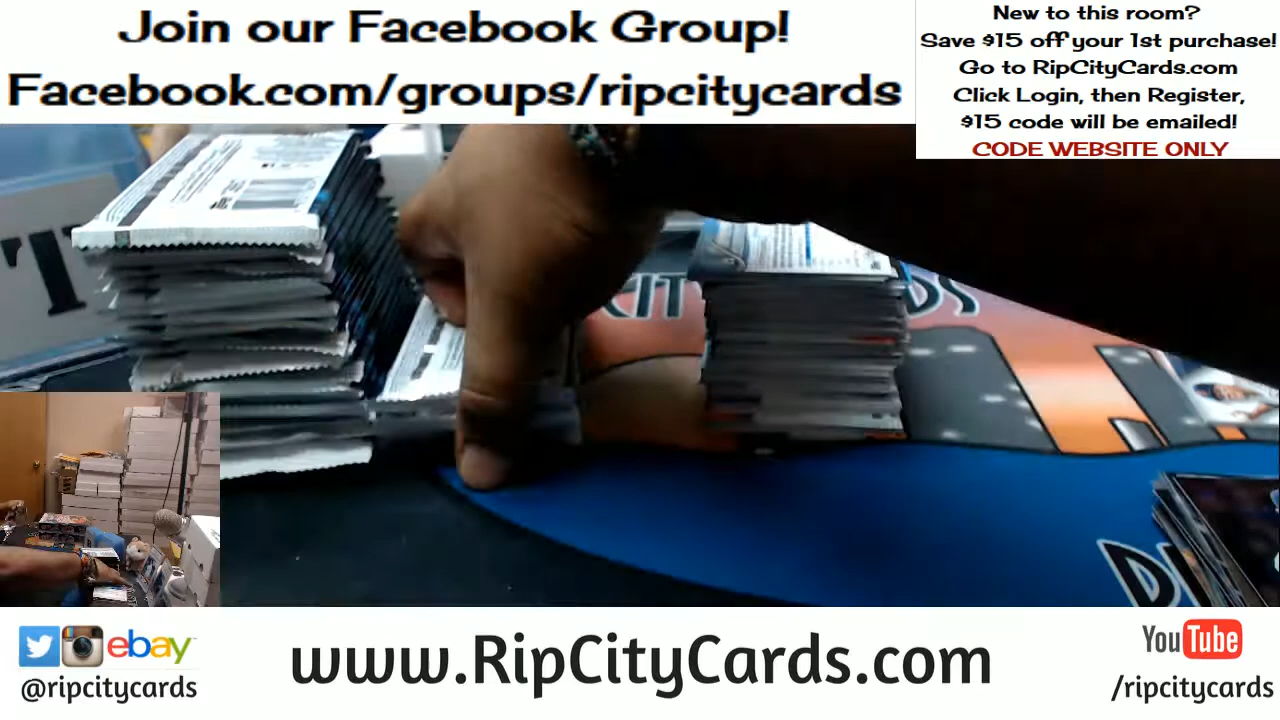 Join our Facebook Group!
Facebook.com/groups/ripcitycards
New to this room?
Save $15 off your 1st purchase!
Go to RipCityCards.com
Click Login, then Register,
$15 code will be emailed!
CODE WEBSITE ONLY
CIT DS
D
ebay
@ripcitycards
www.RipCityCards.com
YouTube
/ripcitycards